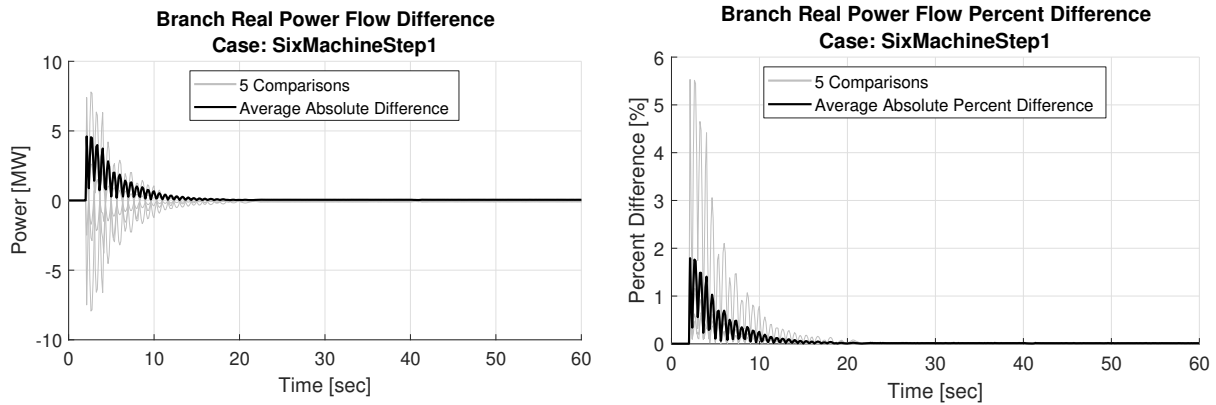 Branch Real Power Flow Difference
Case: SixMachineStep1
10
5
0
-5
-10
Power [MW]
5 Comparisons
Average Absolute Difference
0
10
20
30
40
50
60
Time [sec]
Branch Real Power Flow Percent Difference
Case: SixMachineStep1
6
5
4
3
2
1
0
Percent Difference [%]
5 Comparisons
Average Absolute Percent Difference
0
10
20
30
40
50
60
Time [sec]